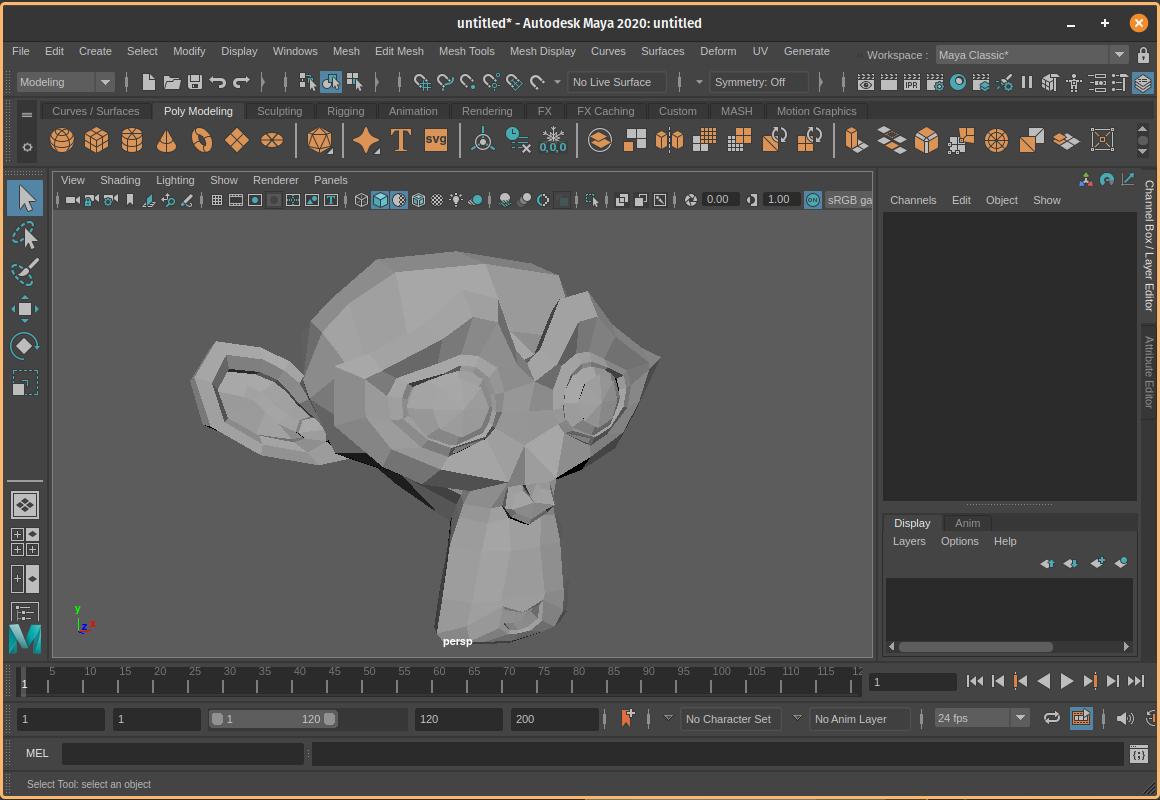 untitled* - Autodesk Maya 2020: untitled
File Edit Create Select Modify Display Windows Mesh Edit Mesh Mesh Tools Mesh Display Curves Surfaces Deform UV Generate Workspace : Maya Classic*
Modeling No Live Surface Symmetry: Off IPR
Curves / Surfaces Poly Modeling Sculpting Rigging Animation Rendering FX FX Caching Custom MASH Motion Graphics
T svg 0,0,0
View Shading Lighting Show Renderer Panels
0.00 1.00 ON sRGB ga
Channels Edit Object Show
Channel Box / Layer Editor
Attribute Editor
Display Anim
Layers Options Help
y
z x
persp
M
5 10 15 20 25 30 35 40 45 50 55 60 65 70 75 80 85 90 95 100 105 110 115 12
1 1
1 1 1 120 120 200 No Character Set No Anim Layer 24 fps
MEL
Select Tool: select an object